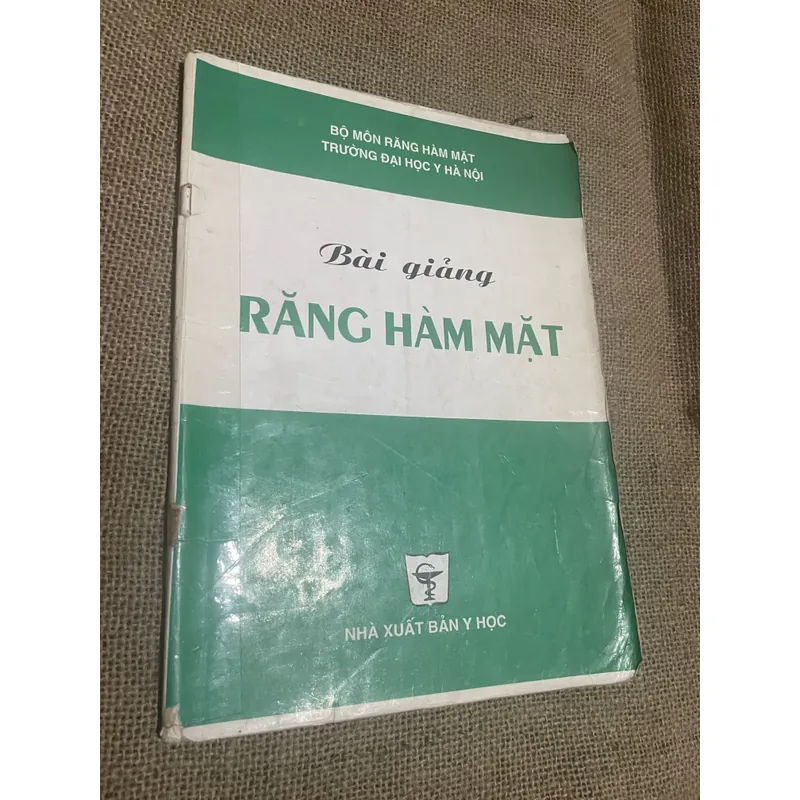 BỘ MÔN RĂNG HÀM MẶT
TRƯỜNG ĐẠI HỌC Y HÀ NỘI
Bài giảng
RĂNG HÀM MẶT
NHÀ XUẤT BẢN Y HỌC